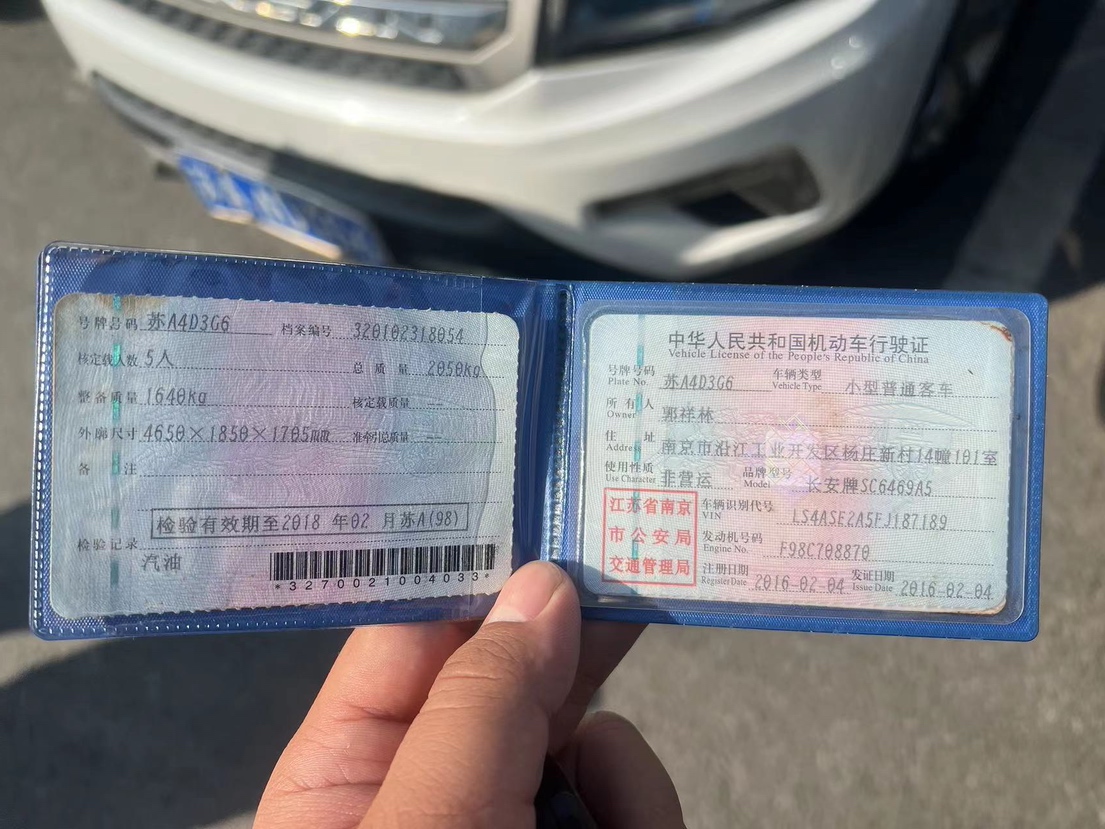 号牌号码 苏A4D3G6 档案编号 320102318054
核定载人数 5人 总质量 2050kg
整备质量 1640kg 核定载质量 --
外廓尺寸 4650×1850×1705mm 准牵引总质量 --
备注
检验有效期至2018 年02 月苏A(98)
检验记录
汽油
*3270021004033*
中华人民共和国机动车行驶证
Vehicle License of the People's Republic of China
号牌号码 Plate No. 苏A4D3G6 车辆类型 Vehicle Type 小型普通客车
所有人 Owner 郭祥林
住址 Address 南京市沿江工业开发区杨庄新村14幢101室
使用性质 Use Character 非营运 品牌型号 Model 长安牌SC6469A5
江苏省南京
市公安局
交通管理局
车辆识别代号 VIN LS4ASE2A5FJ187189
发动机号码 Engine No. F98C708870
注册日期 Register Date 2016-02-04 发证日期 Issue Date 2016-02-04